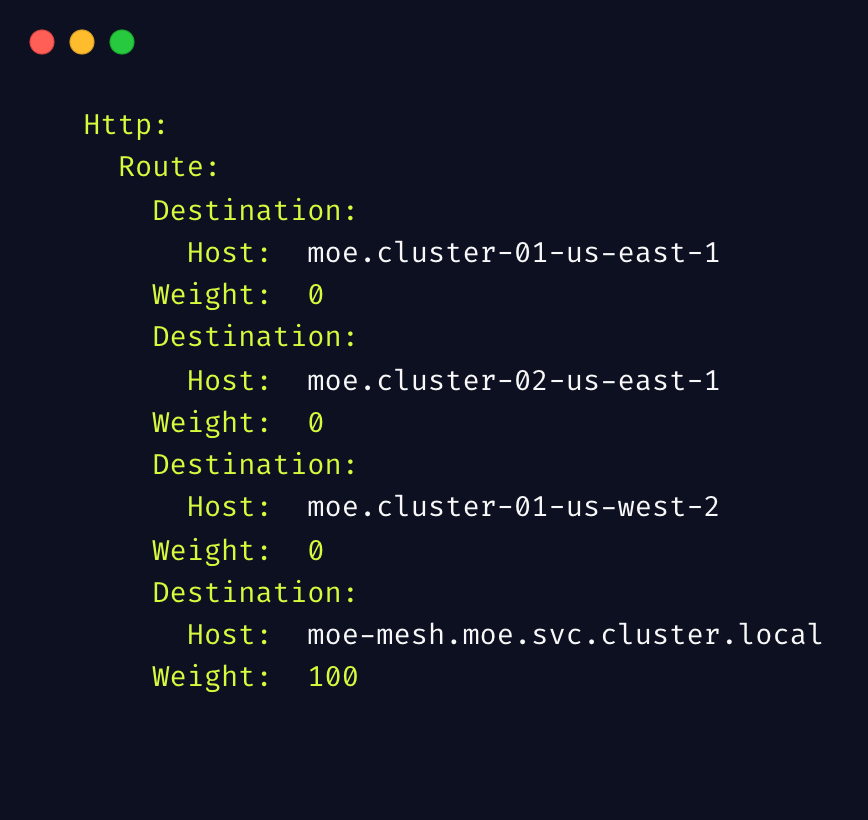 Http:
  Route:
    Destination:
      Host:  moe.cluster-01-us-east-1
    Weight:  0
    Destination:
      Host:  moe.cluster-02-us-east-1
    Weight:  0
    Destination:
      Host:  moe.cluster-01-us-west-2
    Weight:  0
    Destination:
      Host:  moe-mesh.moe.svc.cluster.local
    Weight:  100